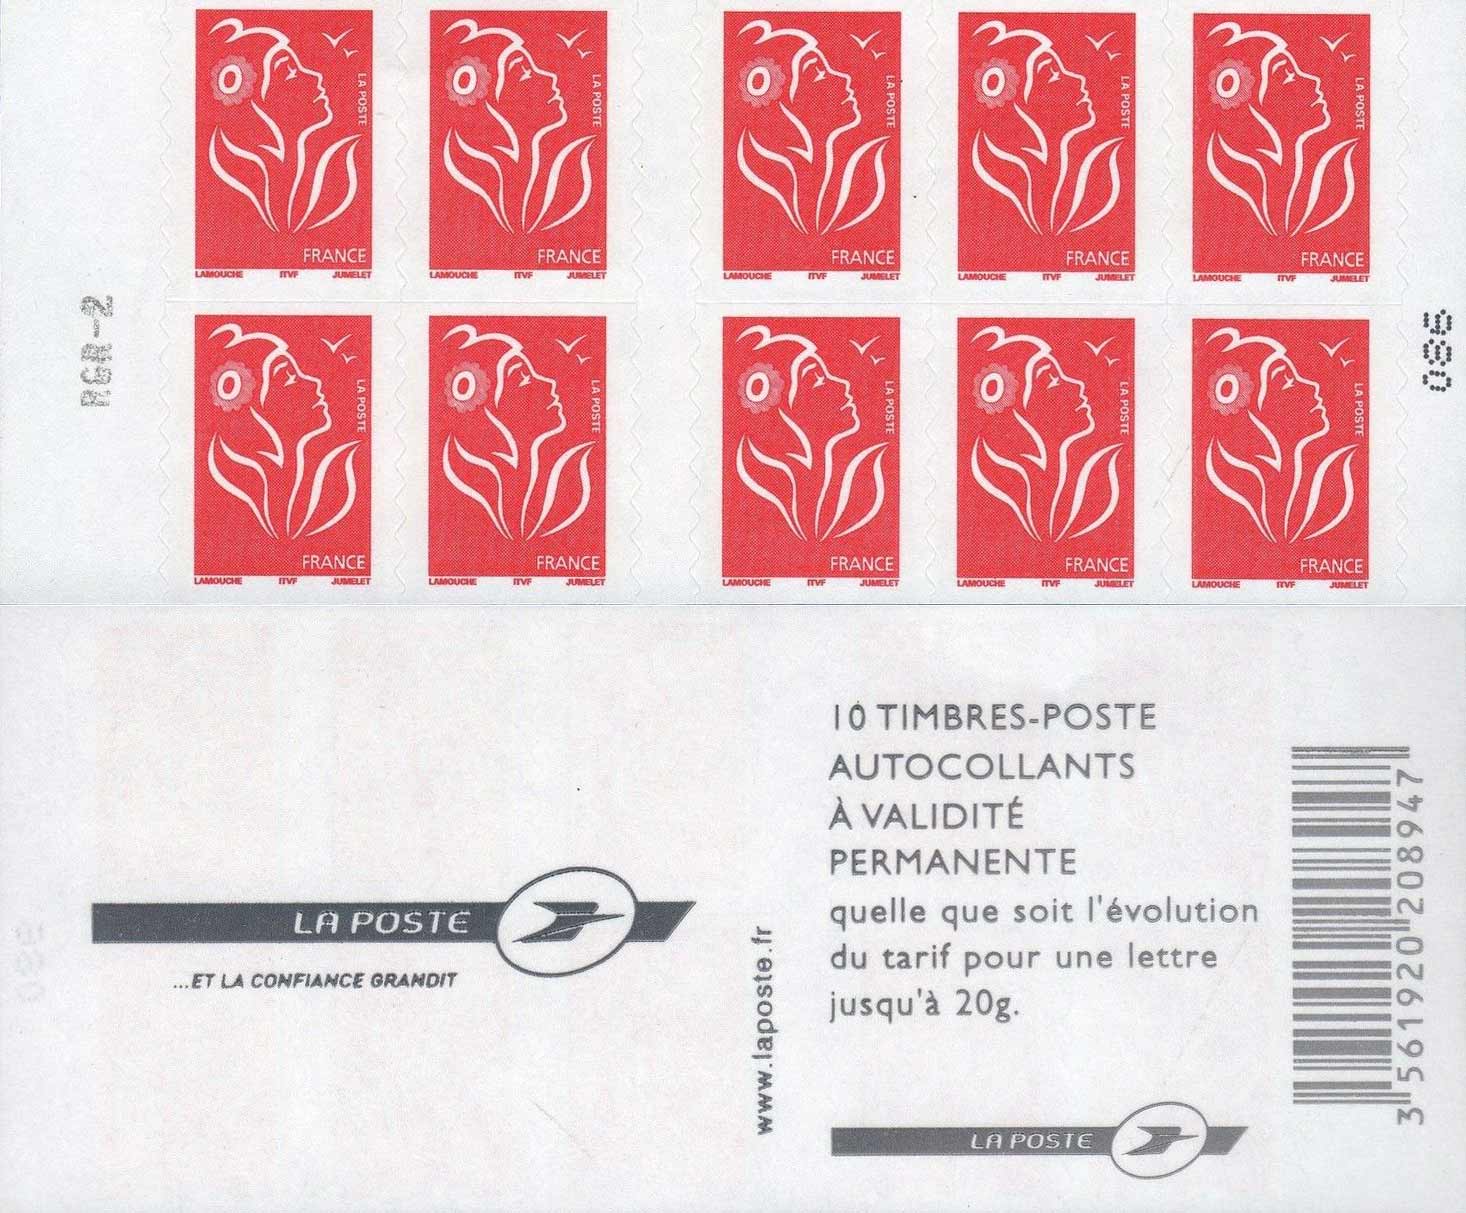 LA POSTE
LA POSTE
LA POSTE
LA POSTE
LA POSTE
FRANCE
FRANCE
FRANCE
FRANCE
FRANCE
LAMOUCHE ITVF JUMELET
LAMOUCHE ITVF JUMELET
LAMOUCHE ITVF JUMELET
LAMOUCHE ITVF JUMELET
LAMOUCHE ITVF JUMELET
RGR-2
LA POSTE
LA POSTE
LA POSTE
LA POSTE
LA POSTE
FRANCE
FRANCE
FRANCE
FRANCE
FRANCE
LAMOUCHE ITVF JUMELET
LAMOUCHE ITVF JUMELET
LAMOUCHE ITVF JUMELET
LAMOUCHE ITVF JUMELET
LAMOUCHE ITVF JUMELET
LA POSTE
...ET LA CONFIANCE GRANDIT
www.laposte.fr
10 TIMBRES-POSTE
AUTOCOLLANTS
À VALIDITÉ
PERMANENTE
quelle que soit l'évolution
du tarif pour une lettre
jusqu'à 20g.
LA POSTE
3 561920 208947